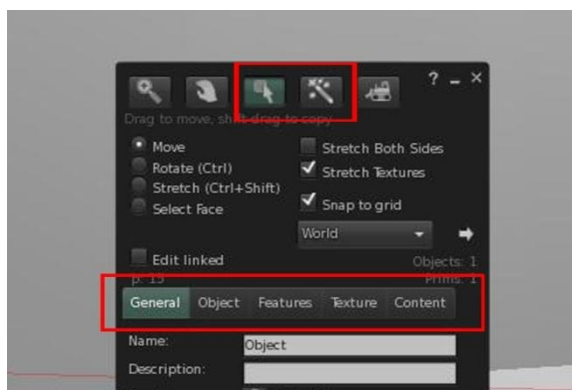 ? _ ×
Drag to move, shift-drag to copy
Move
Stretch Both Sides
Rotate (Ctrl)
Stretch Textures
Stretch (Ctrl+Shift)
Select Face
Snap to grid
World
Edit linked
Objects: 1
p: 15
Prims: 1
General Object Features Texture Content
Name: Object
Description: